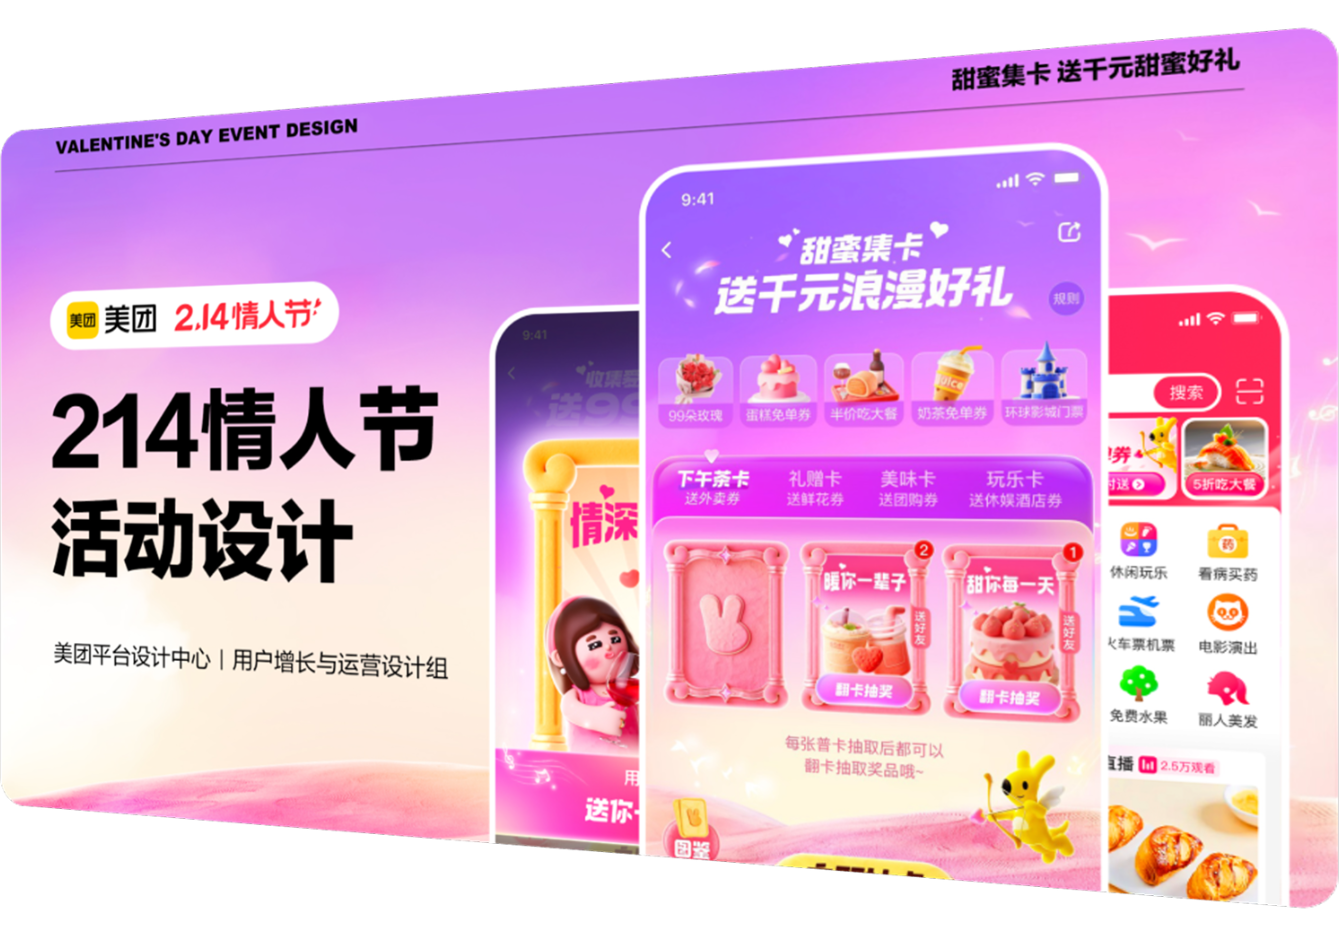 VALENTINE'S DAY EVENT DESIGN
甜蜜集卡 送千元甜蜜好礼
美团 美团 2.14情人节!
214情人节
活动设计
美团平台设计中心 | 用户增长与运营设计组
9:41
收集
送99
情深
用
送你
9:41
甜蜜集卡
送千元浪漫好礼
规则
99朵玫瑰
蛋糕免单券
半价吃大餐
JUICE
奶茶免单券
环球影城门票
下午茶卡
送外卖券
礼赠卡
送鲜花券
美味卡
送团购券
玩乐卡
送休娱酒店券
2
暖你一辈子
送好友
翻卡抽奖
1
甜你每一天
送好友
翻卡抽奖
每张普卡抽取后都可以
翻卡抽取奖品哦~
图鉴
搜索
券
时送
5折吃大餐
休闲玩乐
药
看病买药
火车票机票
电影演出
免费水果
丽人美发
直播
2.5万观看